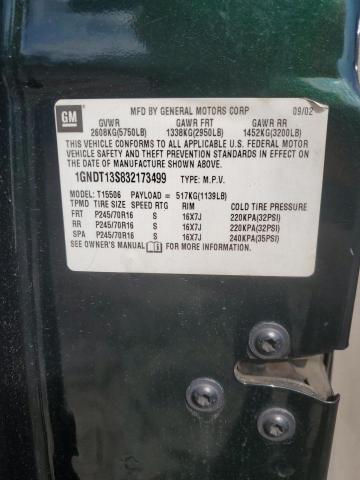 GM
MFD BY GENERAL MOTORS CORP 09/02
GVWR GAWR FRT GAWR RR
2608KG(5750LB) 1338KG(2950LB) 1452KG(3200LB)
THIS VEHICLE CONFORMS TO ALL APPLICABLE U.S. FEDERAL MOTOR
VEHICLE SAFETY AND THEFT PREVENTION STANDARDS IN EFFECT ON
THE DATE OF MANUFACTURE SHOWN ABOVE.
1GNDT13S832173499 TYPE: M.P.V.
MODEL: T15506 PAYLOAD = 517KG(1139LB)
TPMD TIRE SIZE SPEED RTG RIM COLD TIRE PRESSURE
FRT P245/70R16 S 16X7J 220KPA(32PSI)
RR P245/70R16 S 16X7J 220KPA(32PSI)
SPA P245/70R16 S 16X7J 240KPA(35PSI)
SEE OWNER'S MANUAL FOR MORE INFORMATION.